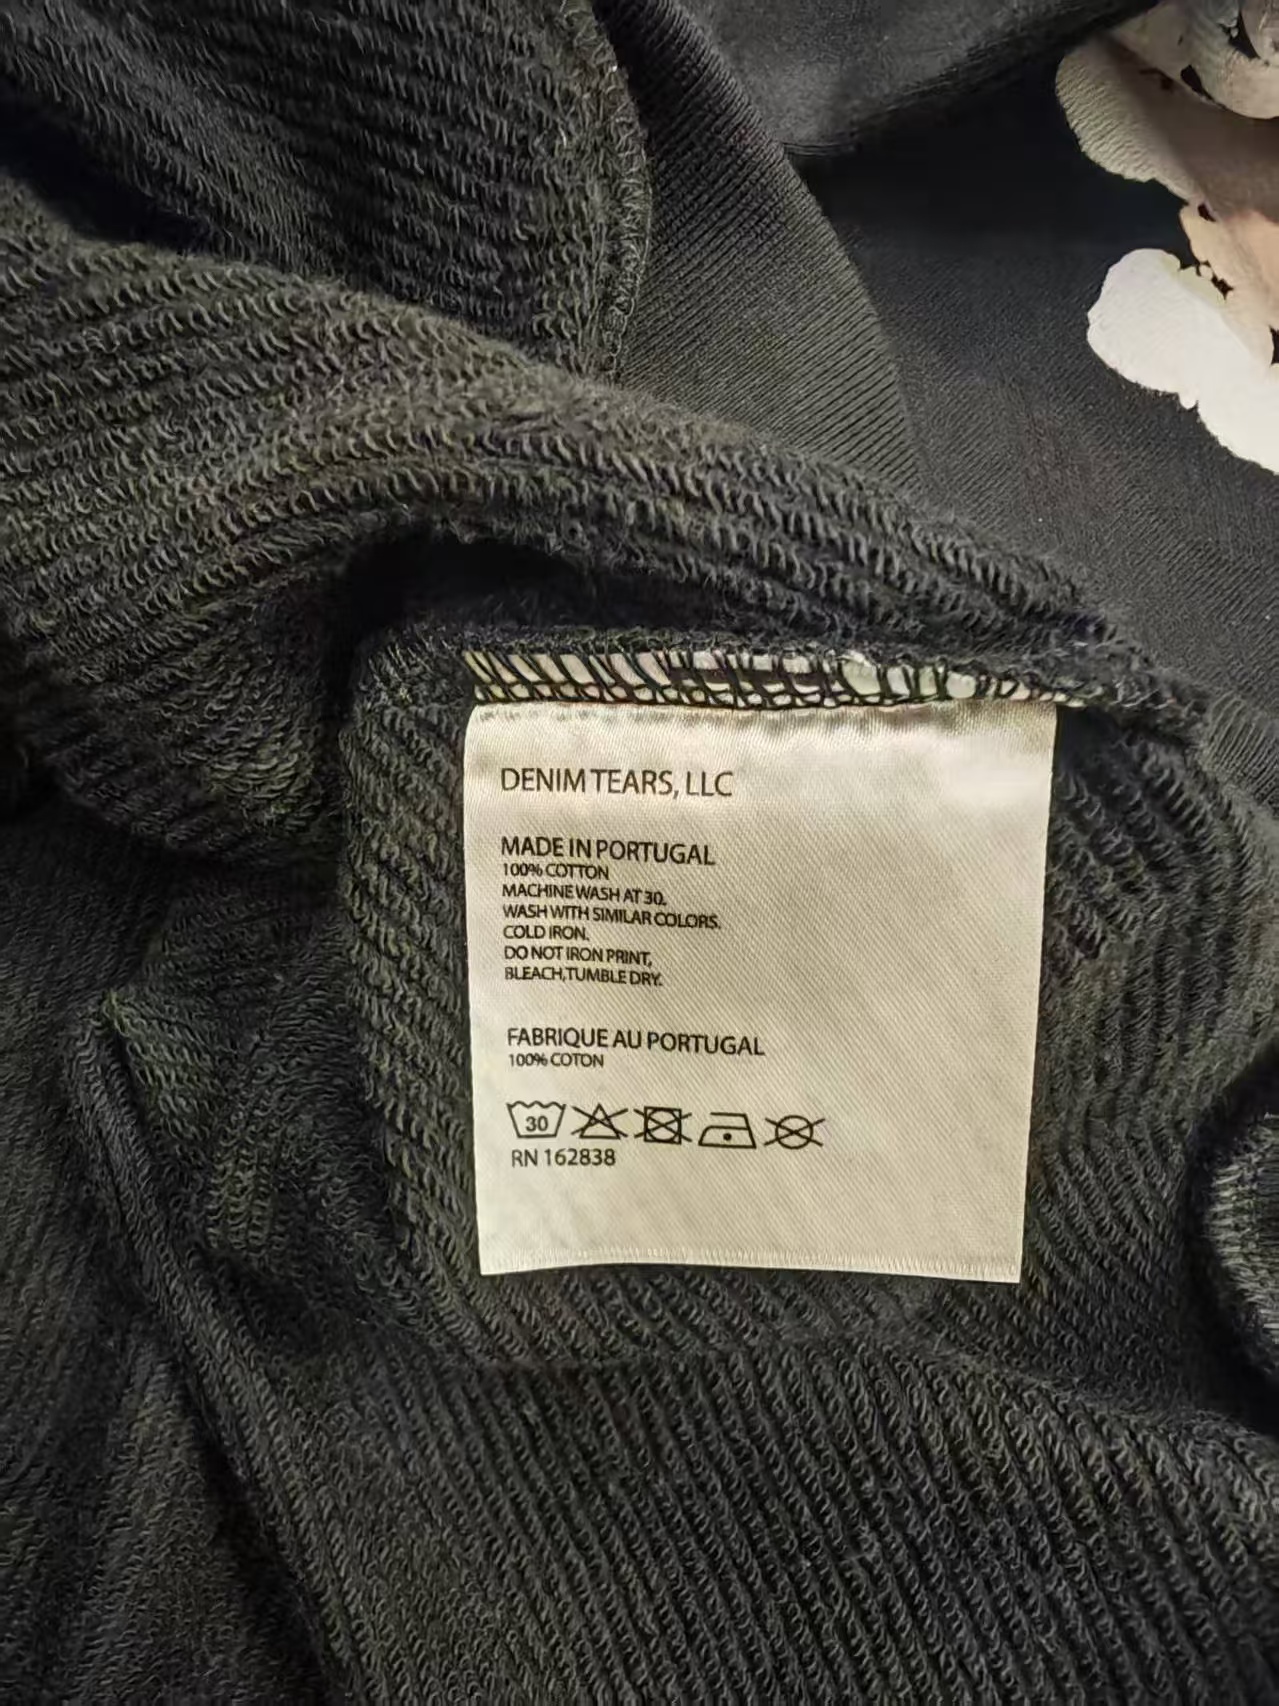 DENIM TEARS, LLC
MADE IN PORTUGAL
100% COTTON
MACHINE WASH AT 30.
WASH WITH SIMILAR COLORS.
COLD IRON.
DO NOT IRON PRINT,
BLEACH,TUMBLE DRY.
FABRIQUE AU PORTUGAL
100% COTON
30
RN 162838